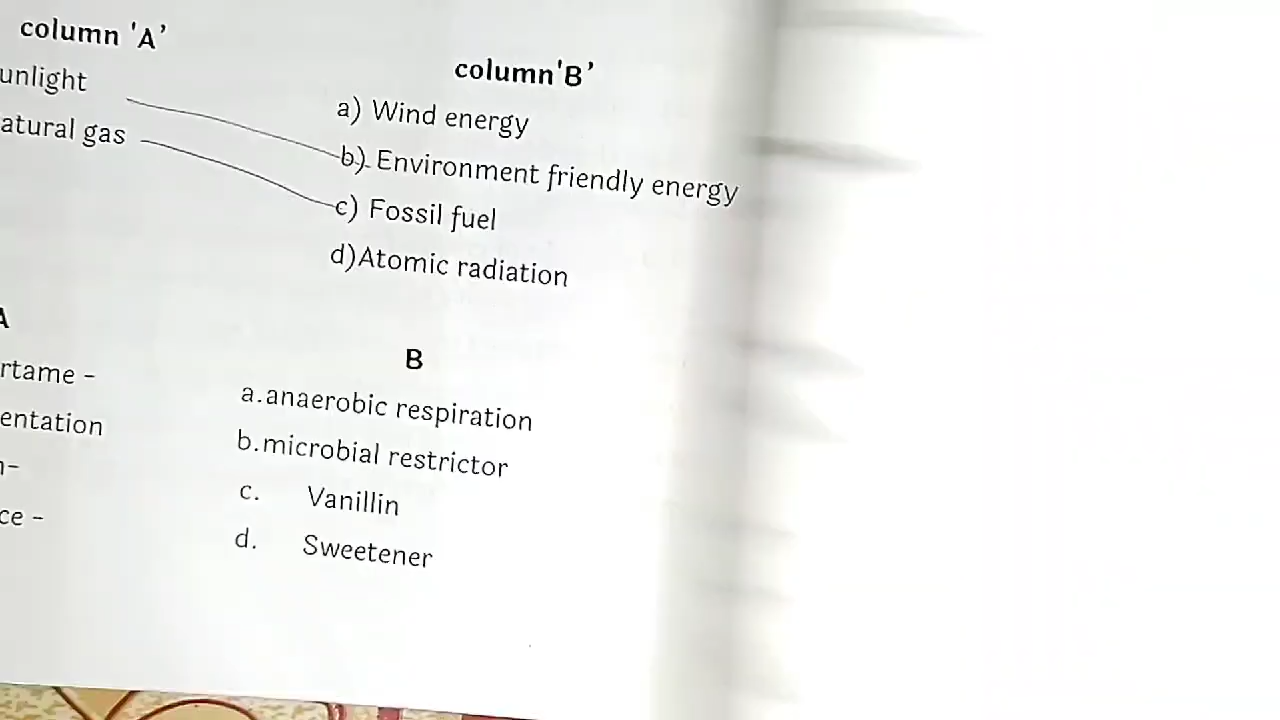 column 'A'
unlight
atural gas
column'B'
a) Wind energy
b) Environment friendly energy
c) Fossil fuel
d)Atomic radiation
A
rtame -
entation
n-
ce -
B
a.anaerobic respiration
b.microbial restrictor
c. Vanillin
d. Sweetener